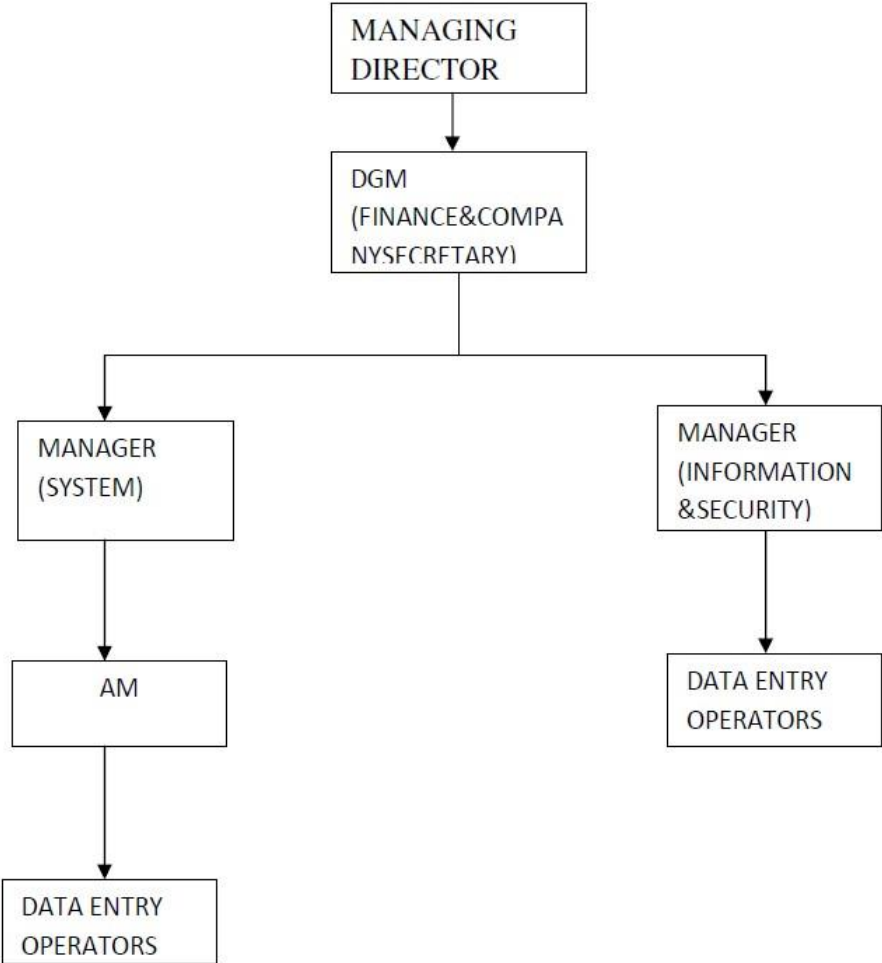 MANAGING
DIRECTOR
DGM
(FINANCE&COMPA
NYSECRETARY)
MANAGER
(SYSTEM)
MANAGER
(INFORMATION
&SECURITY)
AM
DATA ENTRY
OPERATORS
DATA ENTRY
OPERATORS